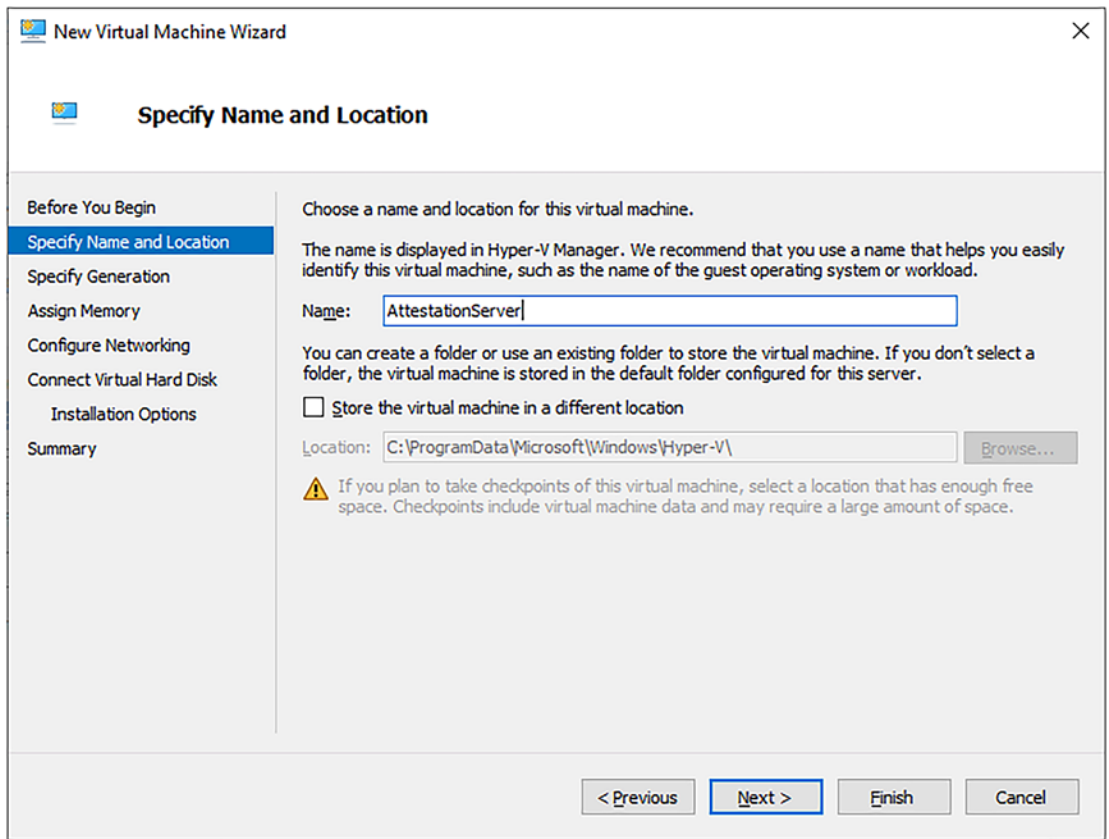 New Virtual Machine Wizard
Specify Name and Location
Before You Begin
Specify Name and Location
Specify Generation
Assign Memory
Configure Networking
Connect Virtual Hard Disk
Installation Options
Summary
Choose a name and location for this virtual machine.
The name is displayed in Hyper-V Manager. We recommend that you use a name that helps you easily
identify this virtual machine, such as the name of the guest operating system or workload.
Name: AttestationServer
You can create a folder or use an existing folder to store the virtual machine. If you don't select a
folder, the virtual machine is stored in the default folder configured for this server.
Store the virtual machine in a different location
Location: C:\ProgramData\Microsoft\Windows\Hyper-V\ Browse...
If you plan to take checkpoints of this virtual machine, select a location that has enough free
space. Checkpoints include virtual machine data and may require a large amount of space.
< Previous Next > Finish Cancel